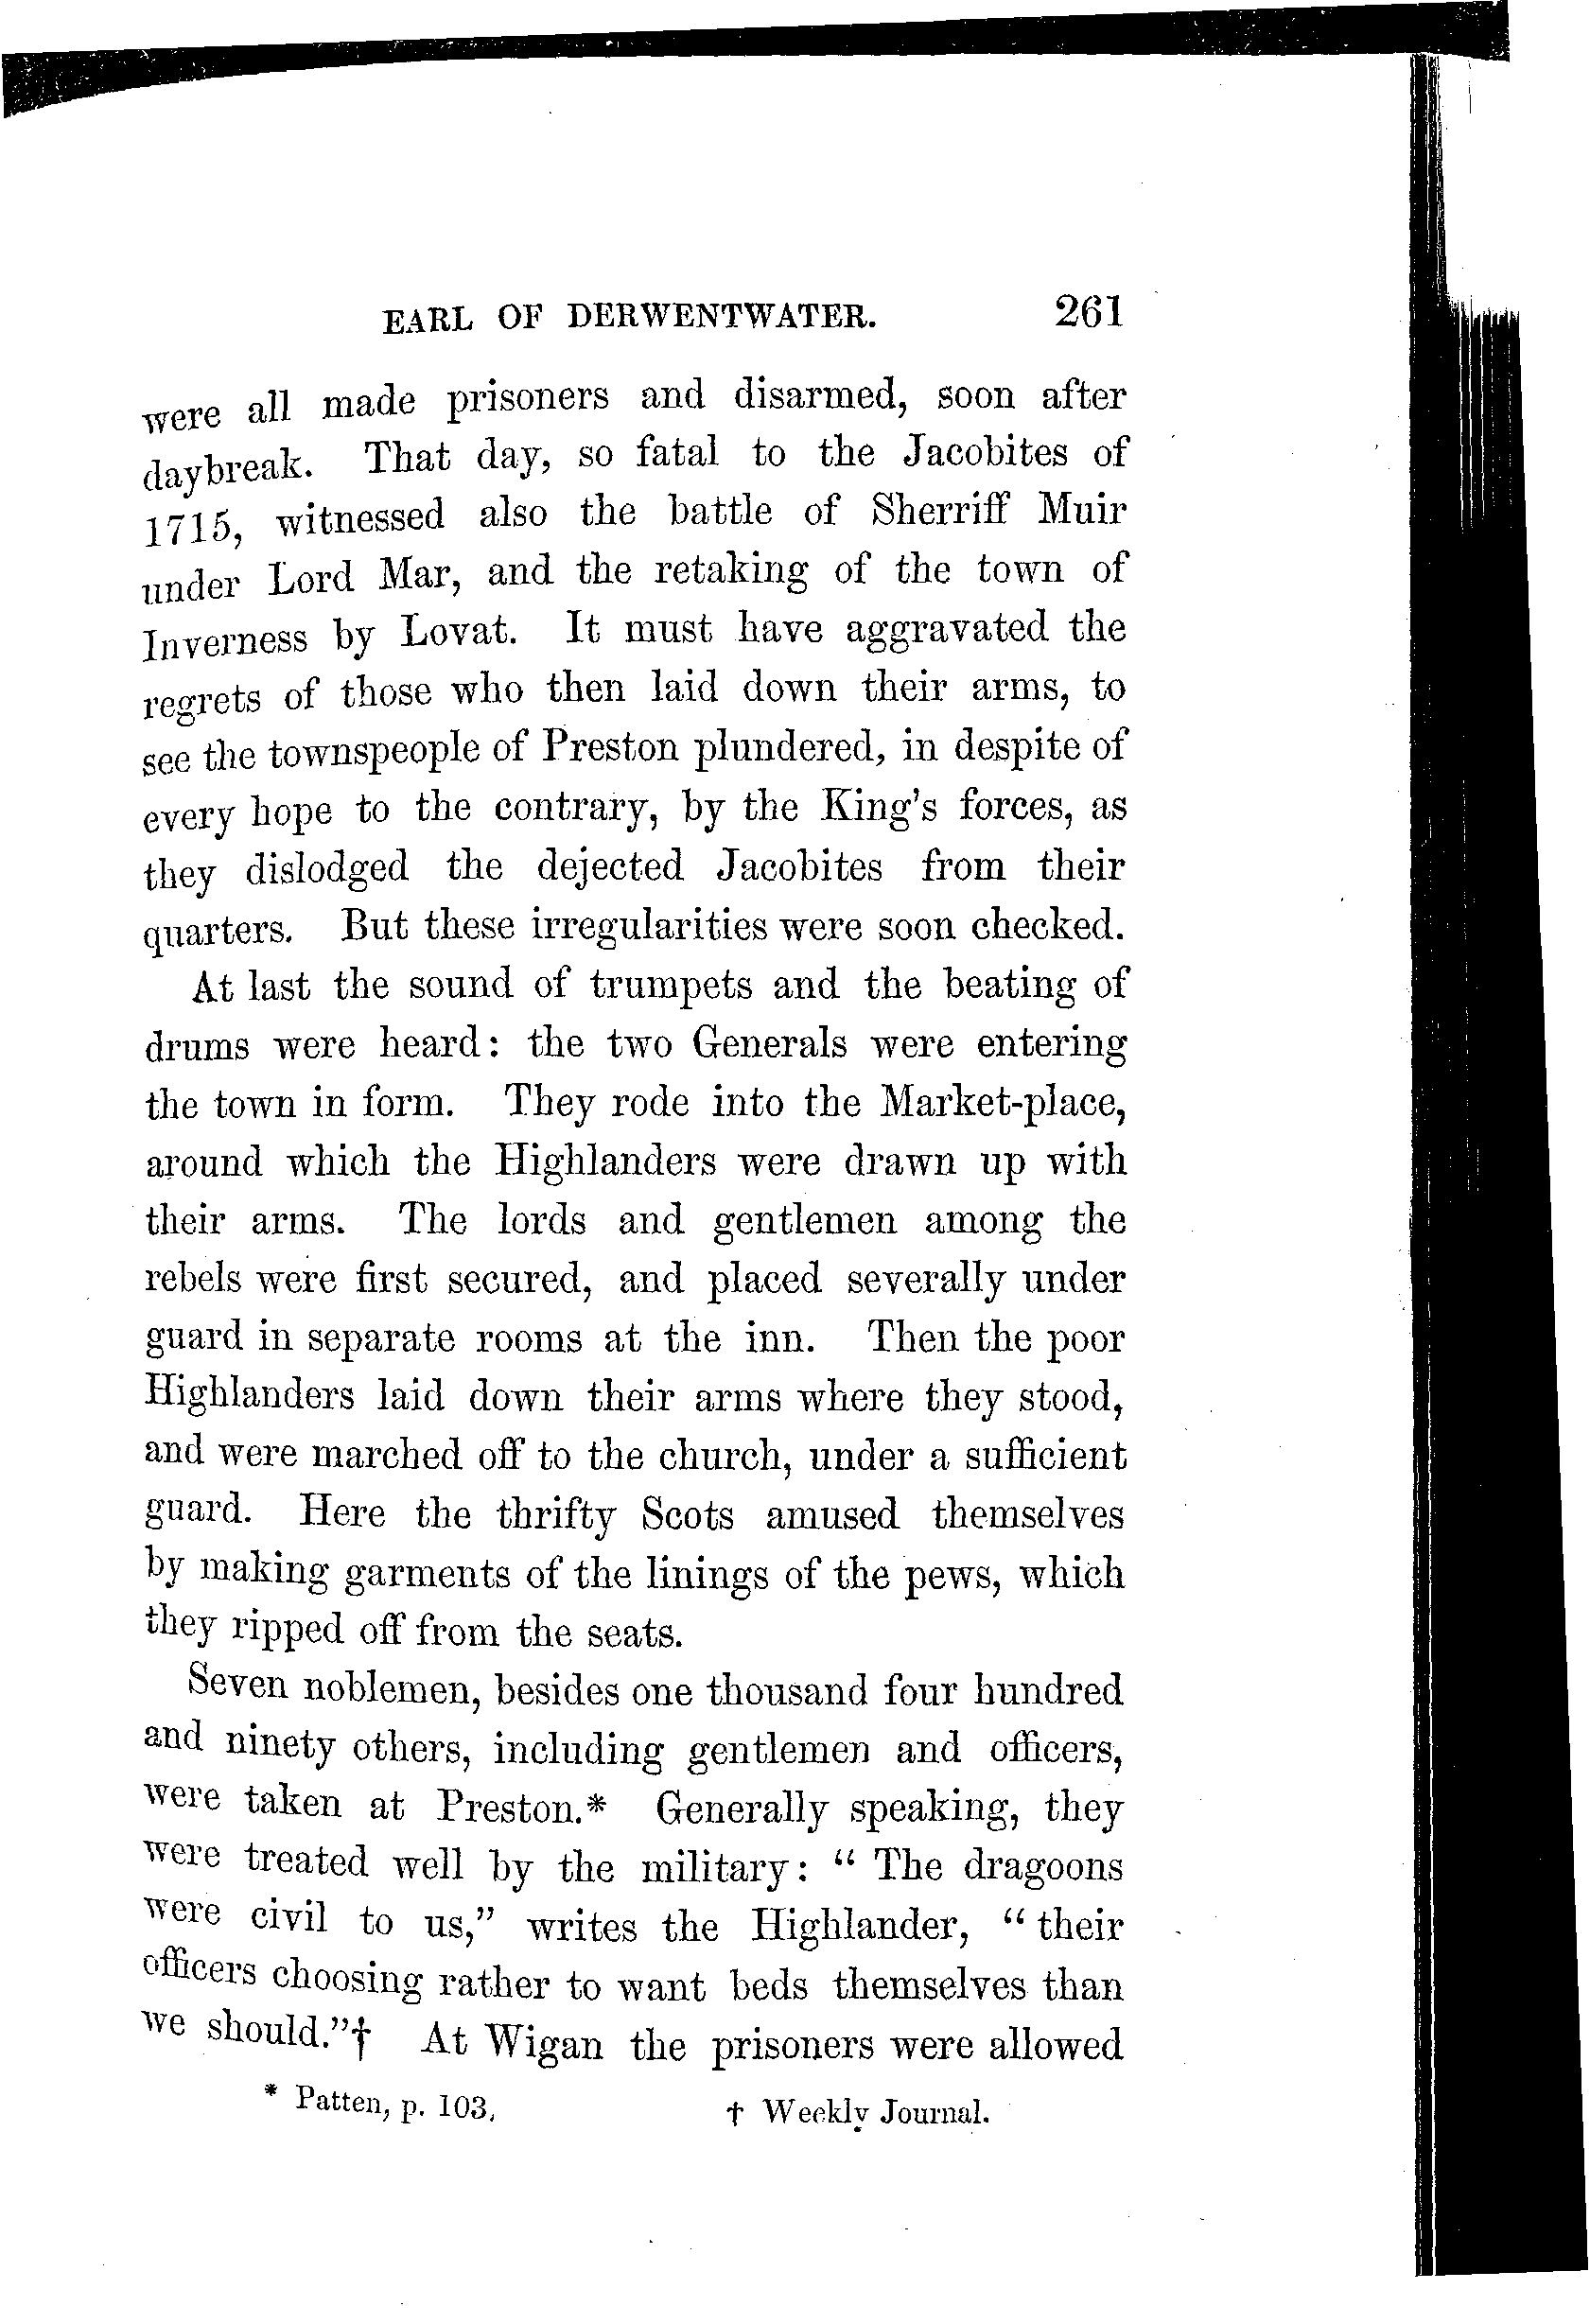 EARL OF DERWENTWATER. 261
were all made prisoners and disarmed, soon after
daybreak. That day, so fatal to the Jacobites of
1715, witnessed also the battle of Sherriff Muir
under Lord Mar, and the retaking of the town of
Inverness by Lovat. It must have aggravated the
regrets of those who then laid down their arms, to
see the townspeople of Preston plundered, in despite of
every hope to the contrary, by the King's forces, as
they dislodged the dejected Jacobites from their
quarters. But these irregularities were soon checked.
At last the sound of trumpets and the beating of
drums were heard: the two Generals were entering
the town in form. They rode into the Market-place,
around which the Highlanders were drawn up with
their arms. The lords and gentlemen among the
rebels were first secured, and placed severally under
guard in separate rooms at the inn. Then the poor
Highlanders laid down their arms where they stood,
and were marched off to the church, under a sufficient
guard. Here the thrifty Scots amused themselves
by making garments of the linings of the pews, which
they ripped off from the seats.
Seven noblemen, besides one thousand four hundred
and ninety others, including gentlemen and officers,
were taken at Preston.* Generally speaking, they
were treated well by the military: “ The dragoons
were civil to us,” writes the Highlander, “ their
officers choosing rather to want beds themselves than
we should.”† At Wigan the prisoners were allowed
* Patten, p. 103. † Weekly Journal.